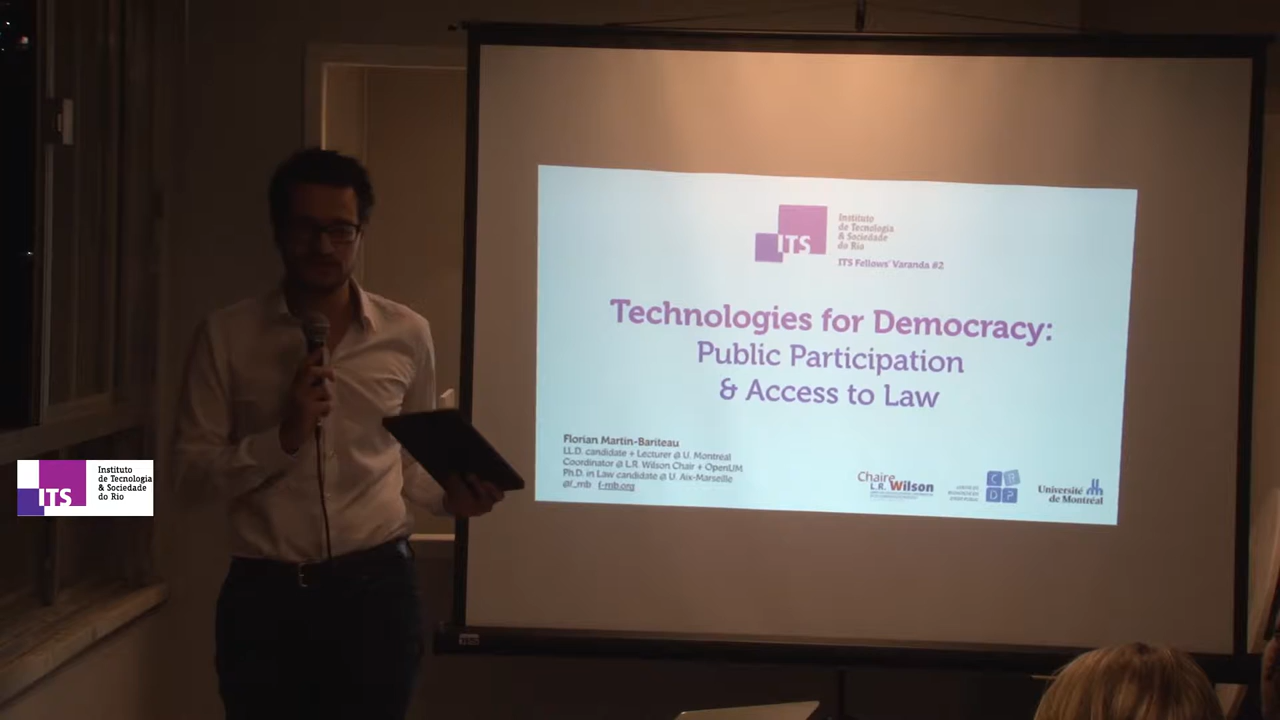 ITS
Instituto
de Tecnologia
& Sociedade
do Rio
ITS Fellows' Varanda #2
Technologies for Democracy:
Public Participation
& Access to Law
Florian Martin-Bariteau
LL.D. candidate + Lecturer @ U. Montreal
Coordinator @ L.R. Wilson Chair + OpenUM
Ph.D. in Law candidate @ U. Aix-Marseille
@f_mb f-mb.org
Chaire
L.R. Wilson
CRDP
Université
de Montréal
ITS
Instituto
de Tecnologia
& Sociedade
do Rio